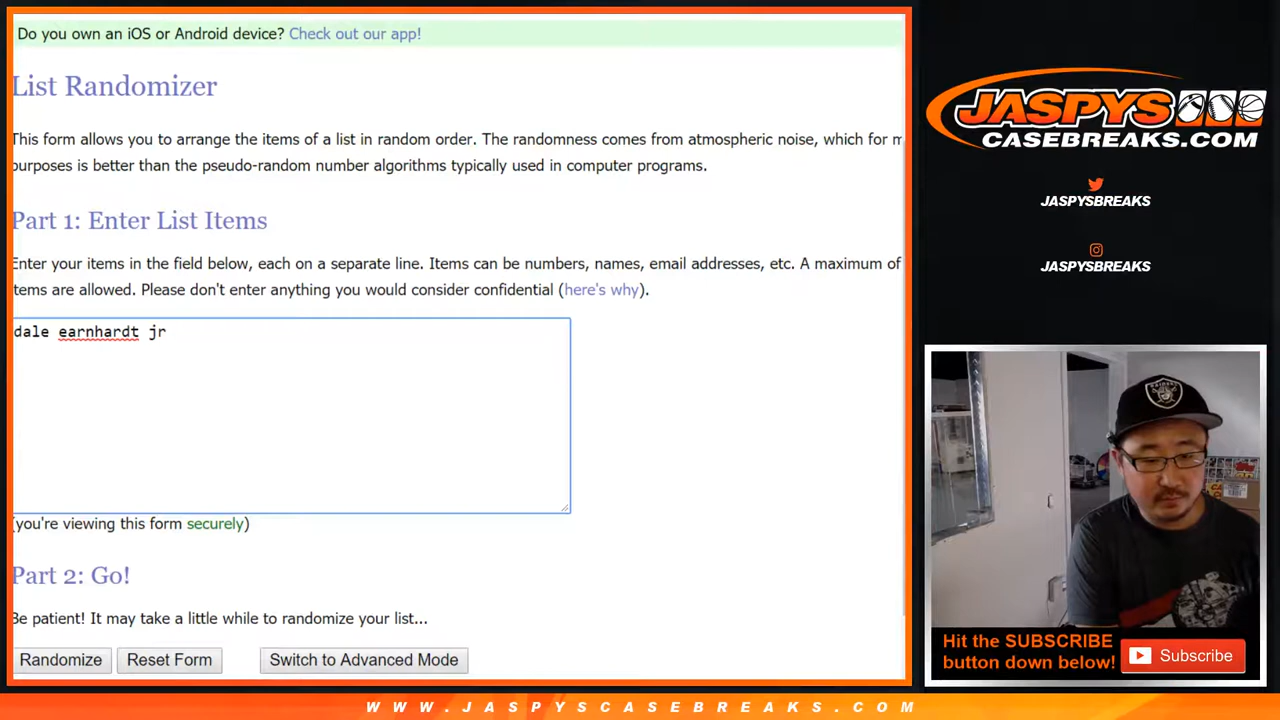 Do you own an iOS or Android device? Check out our app!
List Randomizer
This form allows you to arrange the items of a list in random order. The randomness comes from atmospheric noise, which for m
purposes is better than the pseudo-random number algorithms typically used in computer programs.
Part 1: Enter List Items
Enter your items in the field below, each on a separate line. Items can be numbers, names, email addresses, etc. A maximum of
items are allowed. Please don't enter anything you would consider confidential (here's why).
dale earnhardt jr
(you're viewing this form securely)
Part 2: Go!
Be patient! It may take a little while to randomize your list...
Randomize Reset Form Switch to Advanced Mode
JASPYS
CASEBREAKS.COM
JASPYSBREAKS
JASPYSBREAKS
RAIDERS
Hit the SUBSCRIBE
button down below!
Subscribe
WWW.JASPYSCASEBREAKS.COM